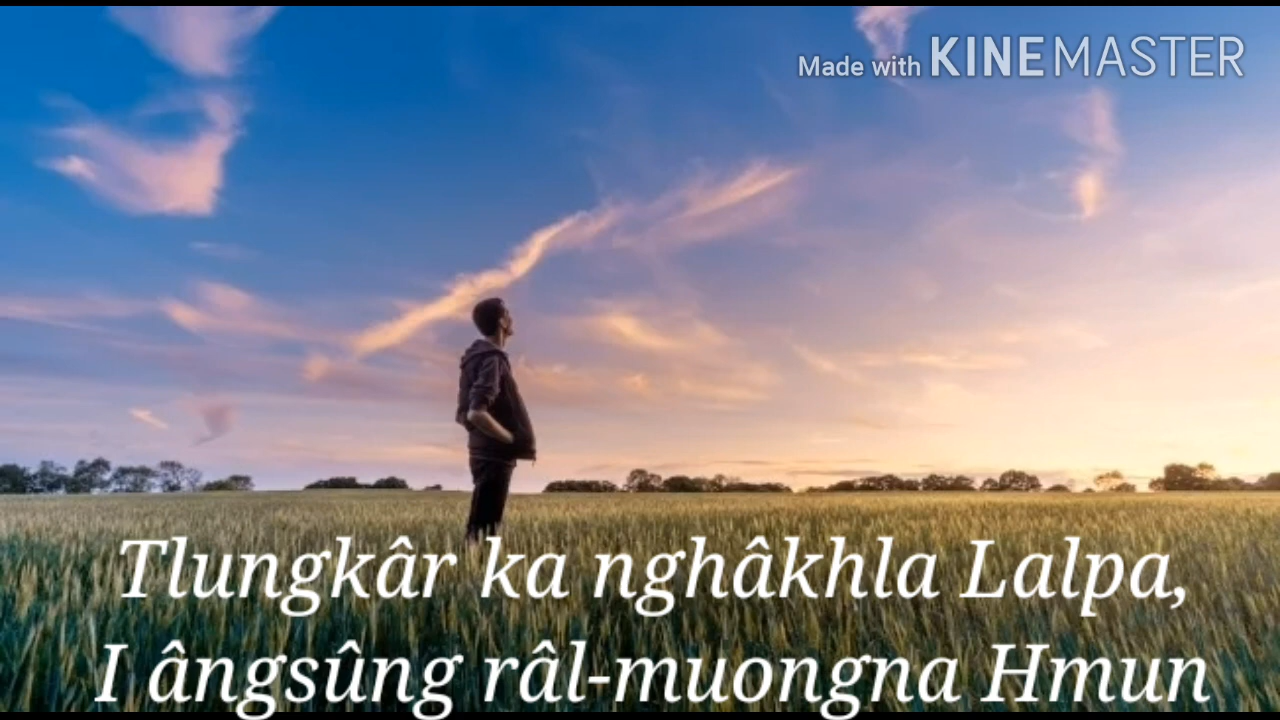 Made with KINEMASTER
Tlungkâr ka nghâkhla Lalpa,
I ângsûng râl-muongna Hmun